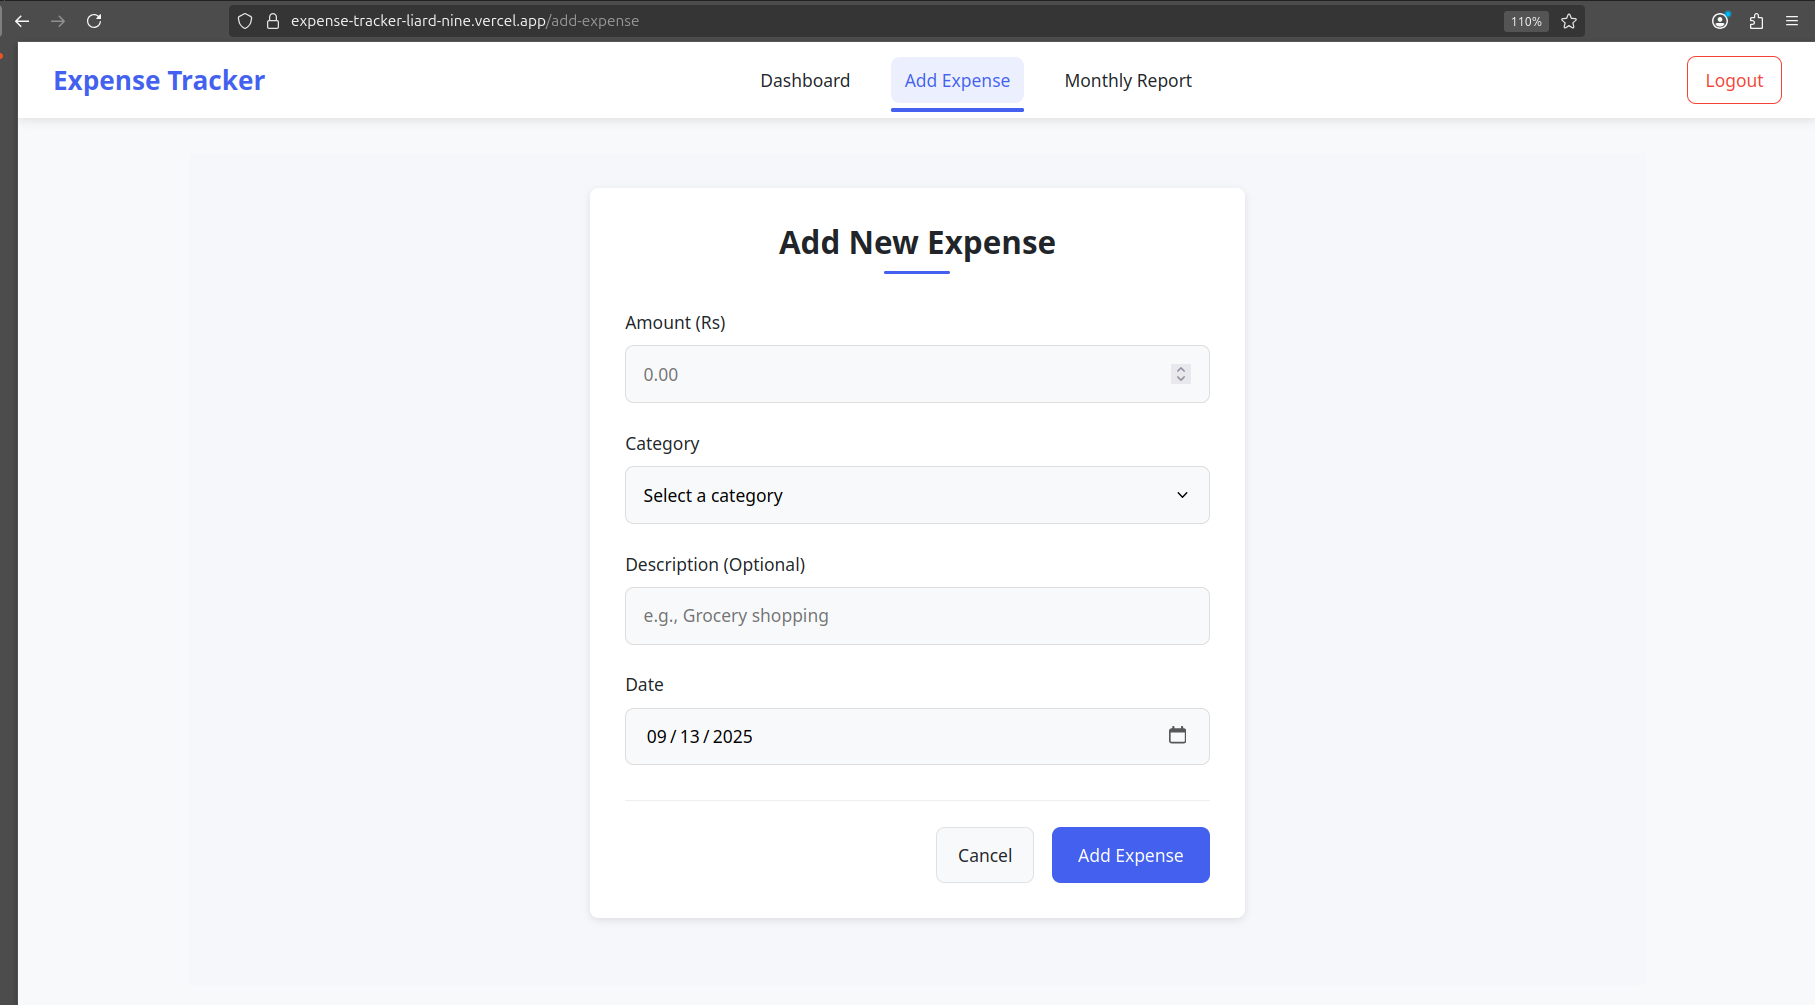 expense-tracker-liard-nine.vercel.app/add-expense 110%
Expense Tracker Dashboard Add Expense Monthly Report Logout
Add New Expense
Amount (Rs)
0.00
Category
Select a category
Description (Optional)
e.g., Grocery shopping
Date
09/13/2025
Cancel Add Expense